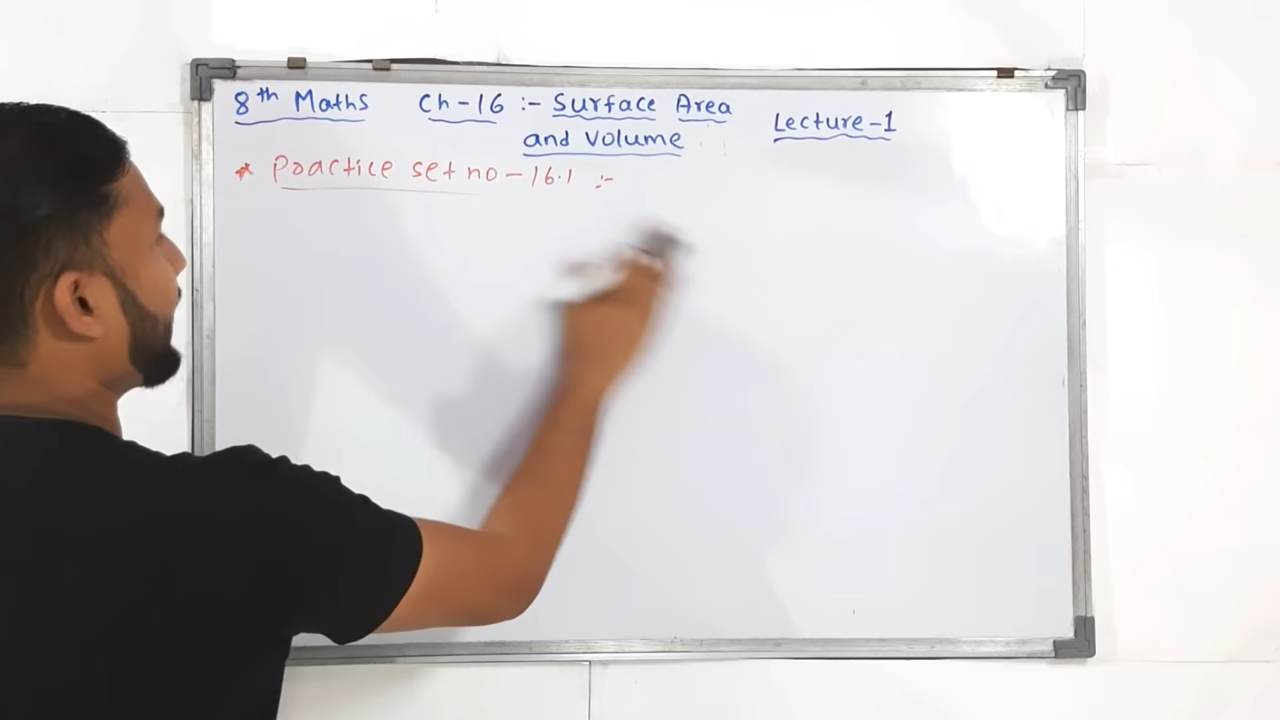 8th Maths Ch-16 :- Surface Area and Volume Lecture-1
* Practice set no-16.1 :-